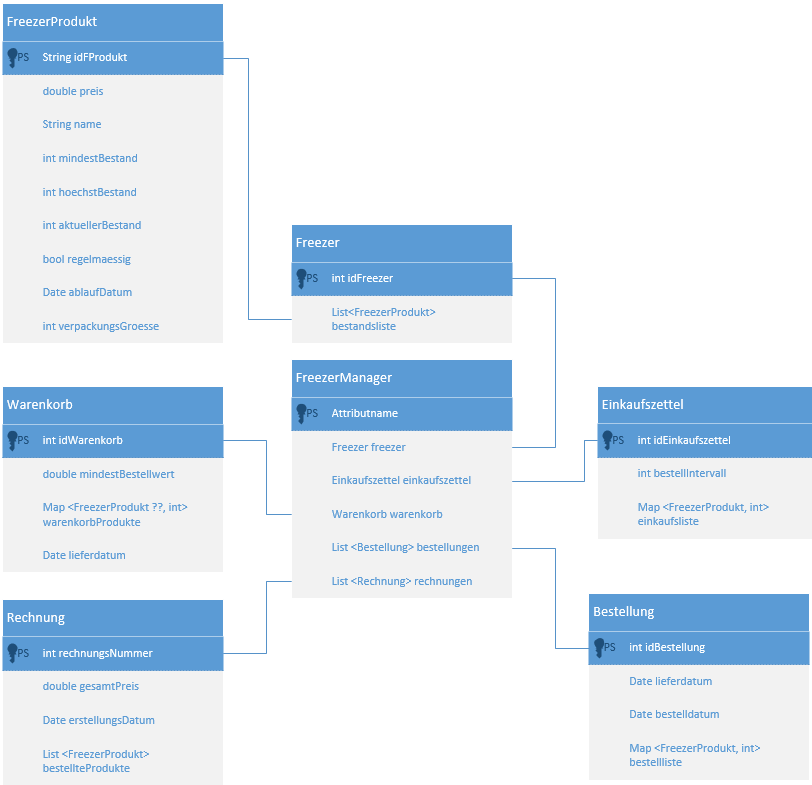 FreezerProdukt
PS String idFProdukt
double preis
String name
int mindestBestand
int hoechstBestand
int aktuellerBestand
bool regelmaessig
Date ablaufDatum
int verpackungsGroesse
Freezer
PS int idFreezer
List<FreezerProdukt>
bestandsliste
Warenkorb
PS int idWarenkorb
double mindestBestellwert
Map <FreezerProdukt ??, int>
warenkorbProdukte
Date lieferdatum
FreezerManager
PS Attributname
Freezer freezer
Einkaufszettel einkaufszettel
Warenkorb warenkorb
List <Bestellung> bestellungen
List <Rechnung> rechnungen
Einkaufszettel
PS int idEinkaufszettel
int bestellIntervall
Map <FreezerProdukt, int>
einkaufsliste
Rechnung
PS int rechnungsNummer
double gesamtPreis
Date erstellungsDatum
List <FreezerProdukt>
bestellteProdukte
Bestellung
PS int idBestellung
Date lieferdatum
Date bestelldatum
Map <FreezerProdukt, int>
bestellliste